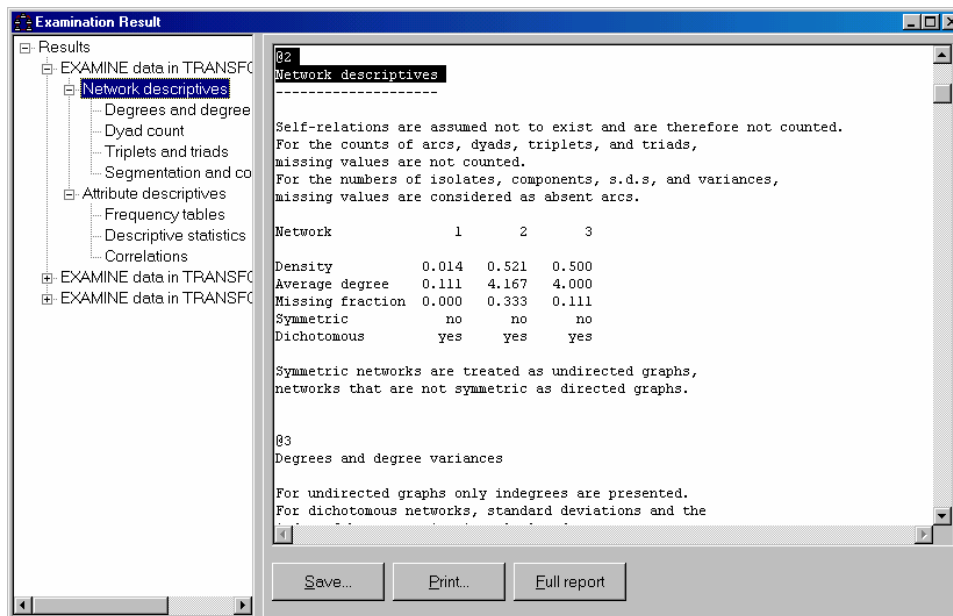 Examination Result
Results
EXAMINE data in TRANSFO
Network descriptives
Degrees and degree
Dyad count
Triplets and triads
Segmentation and co
Attribute descriptives
Frequency tables
Descriptive statistics
Correlations
EXAMINE data in TRANSFO
EXAMINE data in TRANSFO
@2
Network descriptives
--------------------
Self-relations are assumed not to exist and are therefore not counted.
For the counts of arcs, dyads, triplets, and triads,
missing values are not counted.
For the numbers of isolates, components, s.d.s, and variances,
missing values are considered as absent arcs.
Network 1 2 3
Density 0.014 0.521 0.500
Average degree 0.111 4.167 4.000
Missing fraction 0.000 0.333 0.111
Symmetric no no no
Dichotomous yes yes yes
Symmetric networks are treated as undirected graphs,
networks that are not symmetric as directed graphs.
@3
Degrees and degree variances
For undirected graphs only indegrees are presented.
For dichotomous networks, standard deviations and the
Save...
Print...
Full report